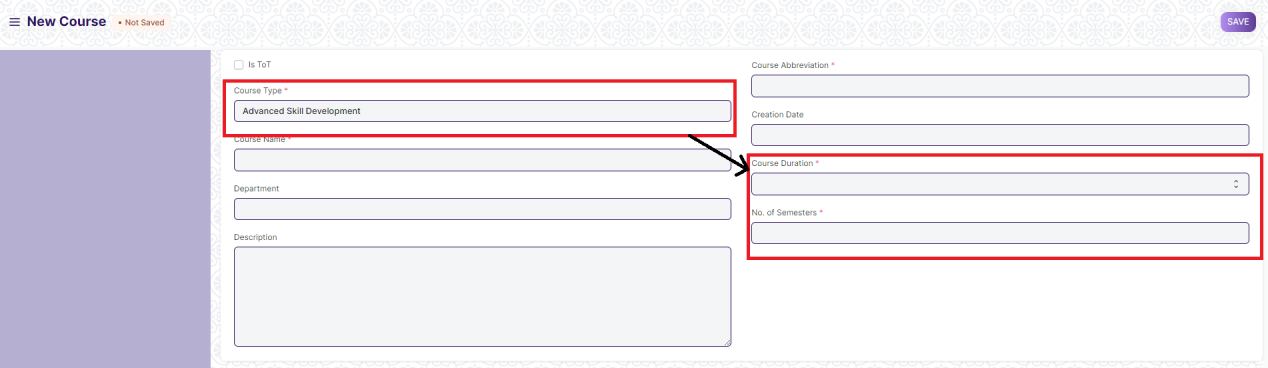 New Course • Not Saved
SAVE
Is ToT
Course Type *
Advanced Skill Development
Course Name *
Department
Description
Course Abbreviation *
Creation Date
Course Duration *
No. of Semesters *